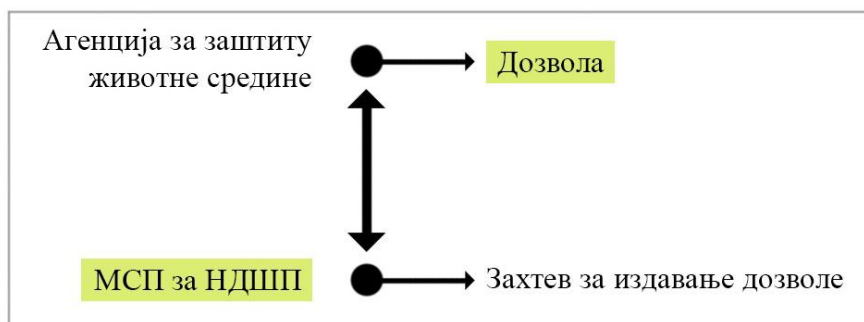 Агенција за заштиту
животне средине
Дозвола
МСП за НДШП
Захтев за издавање дозволе